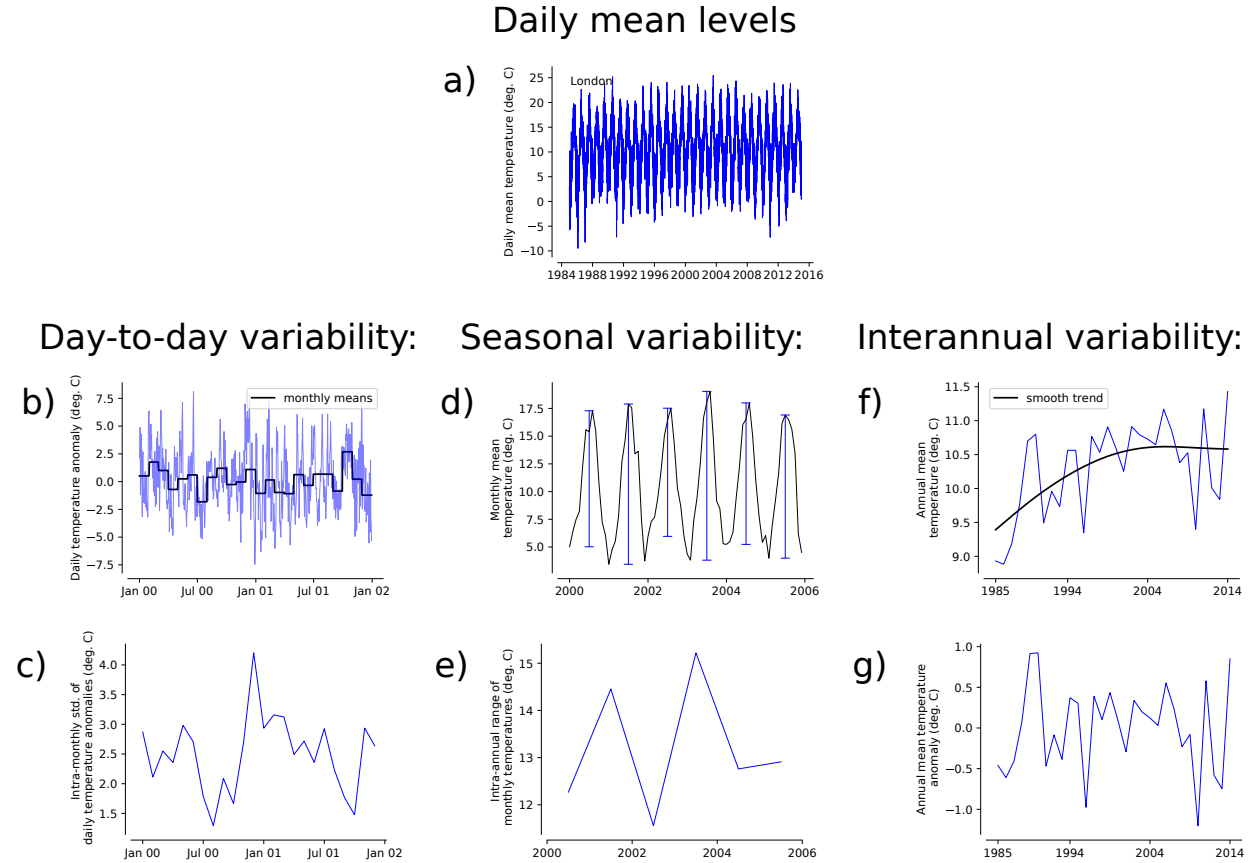 Daily mean levels
a)
Daily mean temperature (deg. C)
London
25
20
15
10
5
0
−5
−10
1984 1988 1992 1996 2000 2004 2008 2012 2016
Day-to-day variability:
b)
Daily temperature anomaly (deg. C)
monthly means
7.5
5.0
2.5
0.0
−2.5
−5.0
−7.5
Jan 00 Jul 00 Jan 01 Jul 01 Jan 02
c)
Intra-monthly std. of
daily temperature anomalies (deg. C)
4.0
3.5
3.0
2.5
2.0
1.5
Jan 00 Jul 00 Jan 01 Jul 01 Jan 02
Seasonal variability:
d)
Monthly mean
temperature (deg. C)
17.5
15.0
12.5
10.0
7.5
5.0
2000 2002 2004 2006
e)
Intra-annual range of
monthly temperatures (deg. C)
15
14
13
12
2000 2002 2004 2006
Interannual variability:
f)
Annual mean
temperature (deg. C)
smooth trend
11.5
11.0
10.5
10.0
9.5
9.0
1985 1994 2004 2014
g)
Annual mean temperature
anomaly (deg. C)
1.0
0.5
0.0
−0.5
−1.0
1985 1994 2004 2014